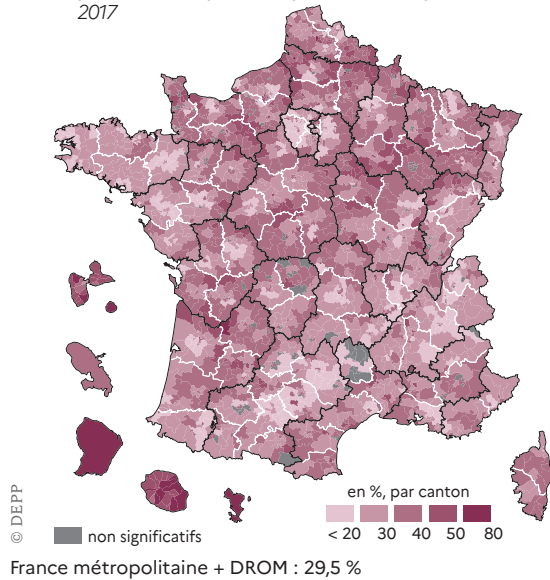 2017
en %, par canton
< 20 30 40 50 80
non significatifs
© DEPP
France métropolitaine + DROM : 29,5 %